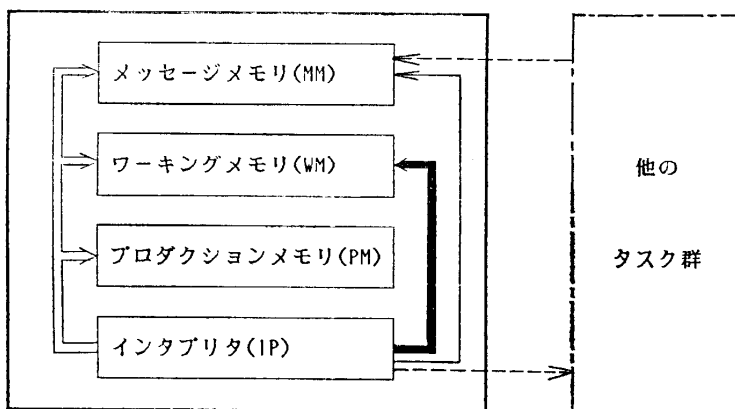 メッセージメモリ(MM)
ワーキングメモリ(WM)
プロダクションメモリ(PM)
インタプリタ(IP)
他の
タスク群